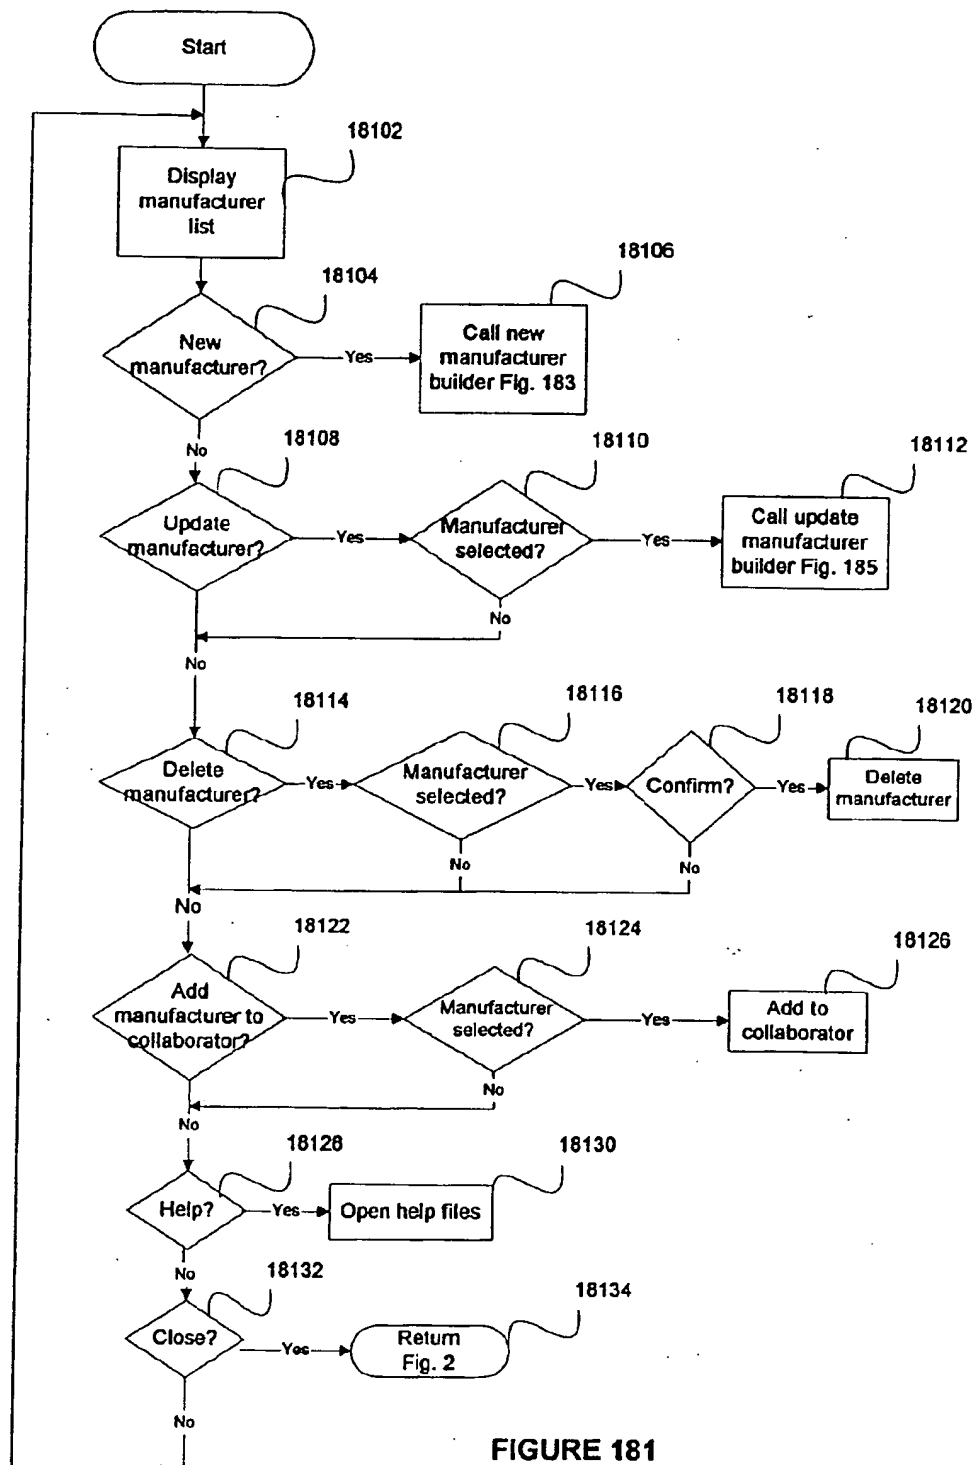 Start
18102
Display
manufacturer
list
18104
18106
New
manufacturer?
Yes
Call new
manufacturer
builder Fig. 183
No
18108
18110
18112
Update
manufacturer?
Yes
Manufacturer
selected?
Yes
Call update
manufacturer
builder Fig. 185
No
No
18114
18116
18118
18120
Delete
manufacturer?
Yes
Manufacturer
selected?
Yes
Confirm?
Yes
Delete
manufacturer
No
No
No
18122
18124
18126
Add
manufacturer to
collaborator?
Yes
Manufacturer
selected?
Yes
Add to
collaborator
No
No
18128
18130
Help?
Yes
Open help files
No
18132
18134
Close?
Yes
Return
Fig. 2
No
FIGURE 181